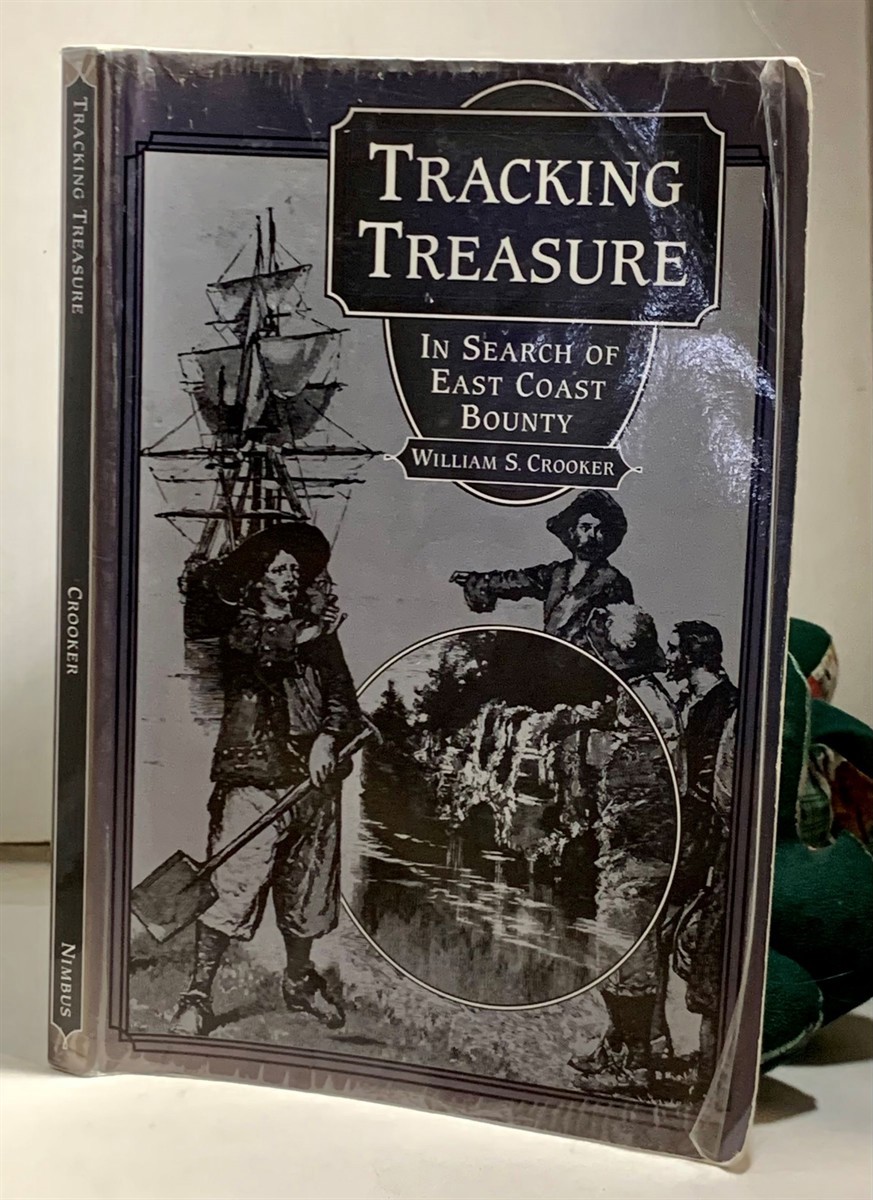 TRACKING TREASURE
CROOKER
NIMBUS
TRACKING
TREASURE
IN SEARCH OF
EAST COAST
BOUNTY
WILLIAM S. CROOKER